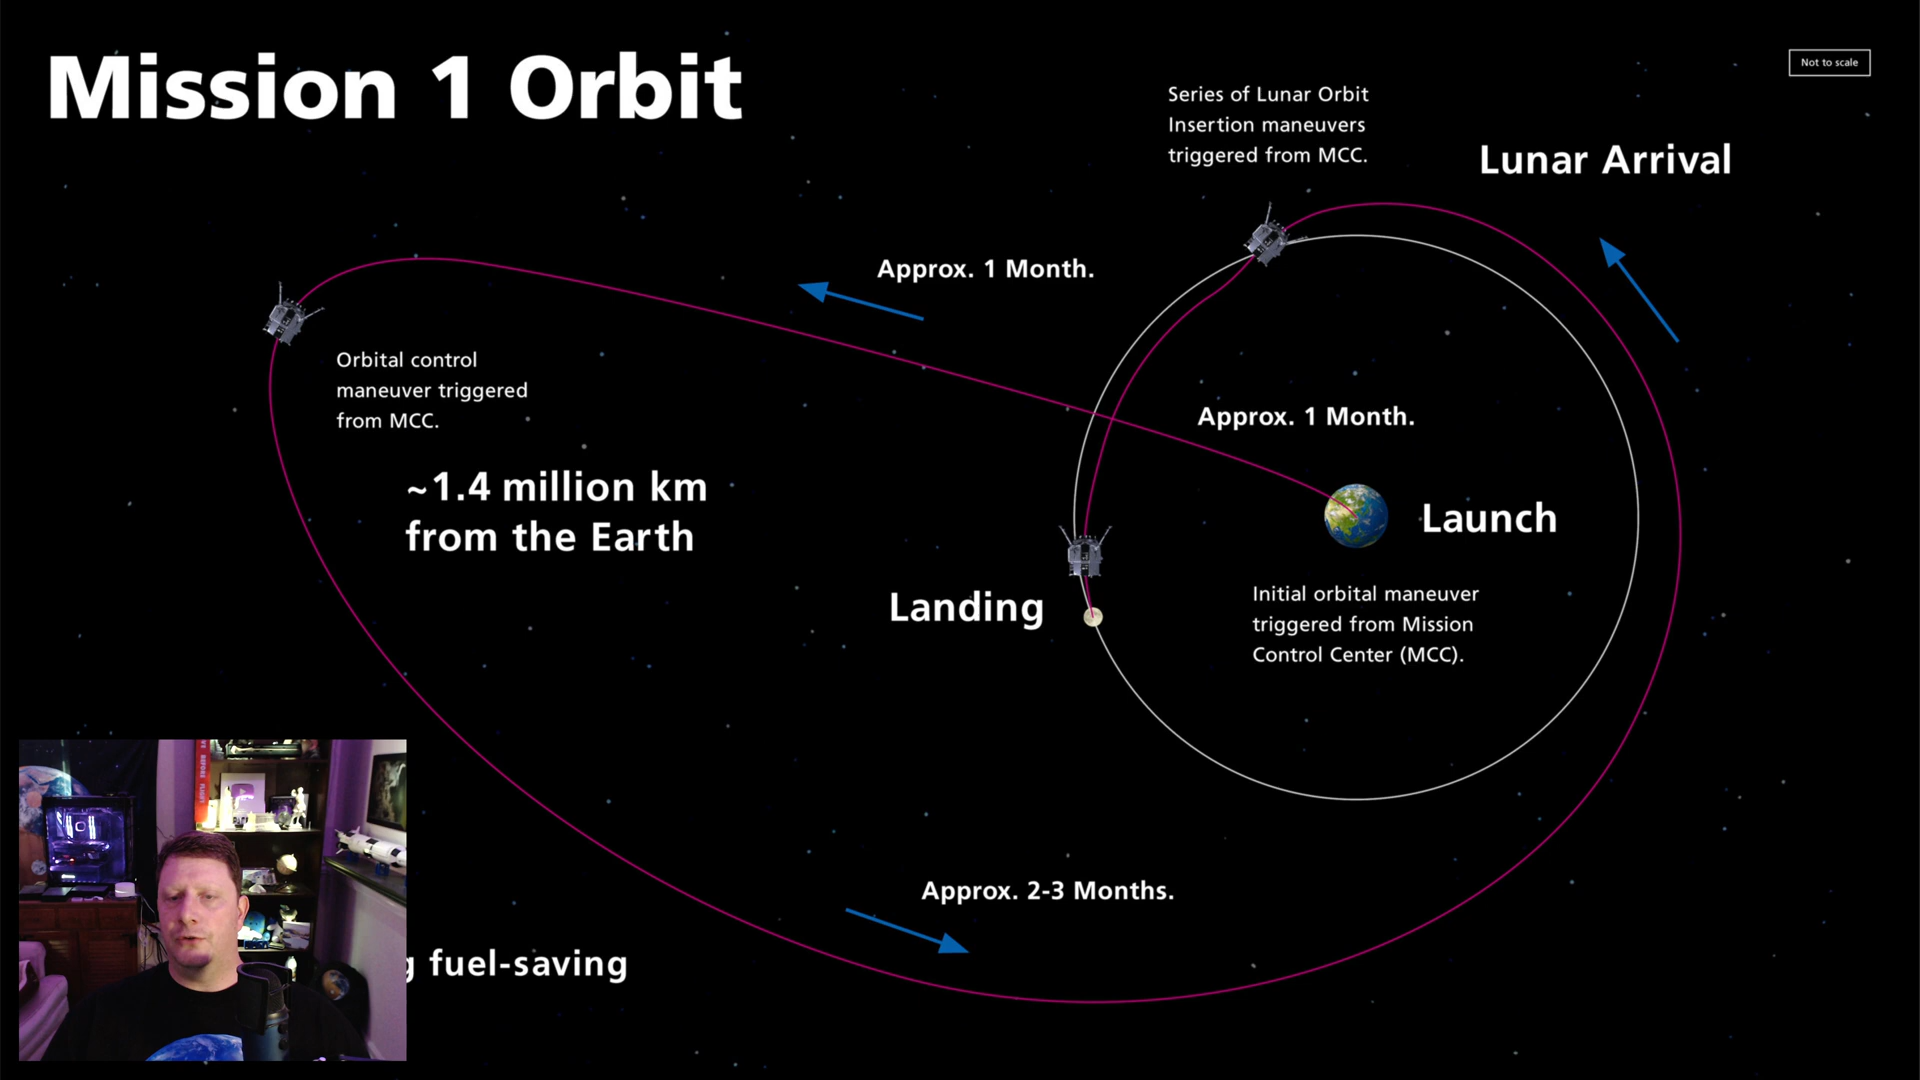 Mission 1 Orbit
Not to scale
Series of Lunar Orbit
Insertion maneuvers
triggered from MCC.
Lunar Arrival
Approx. 1 Month.
Orbital control
maneuver triggered
from MCC.
Approx. 1 Month.
~1.4 million km
from the Earth
Launch
Landing
Initial orbital maneuver
triggered from Mission
Control Center (MCC).
Approx. 2-3 Months.
fuel-saving